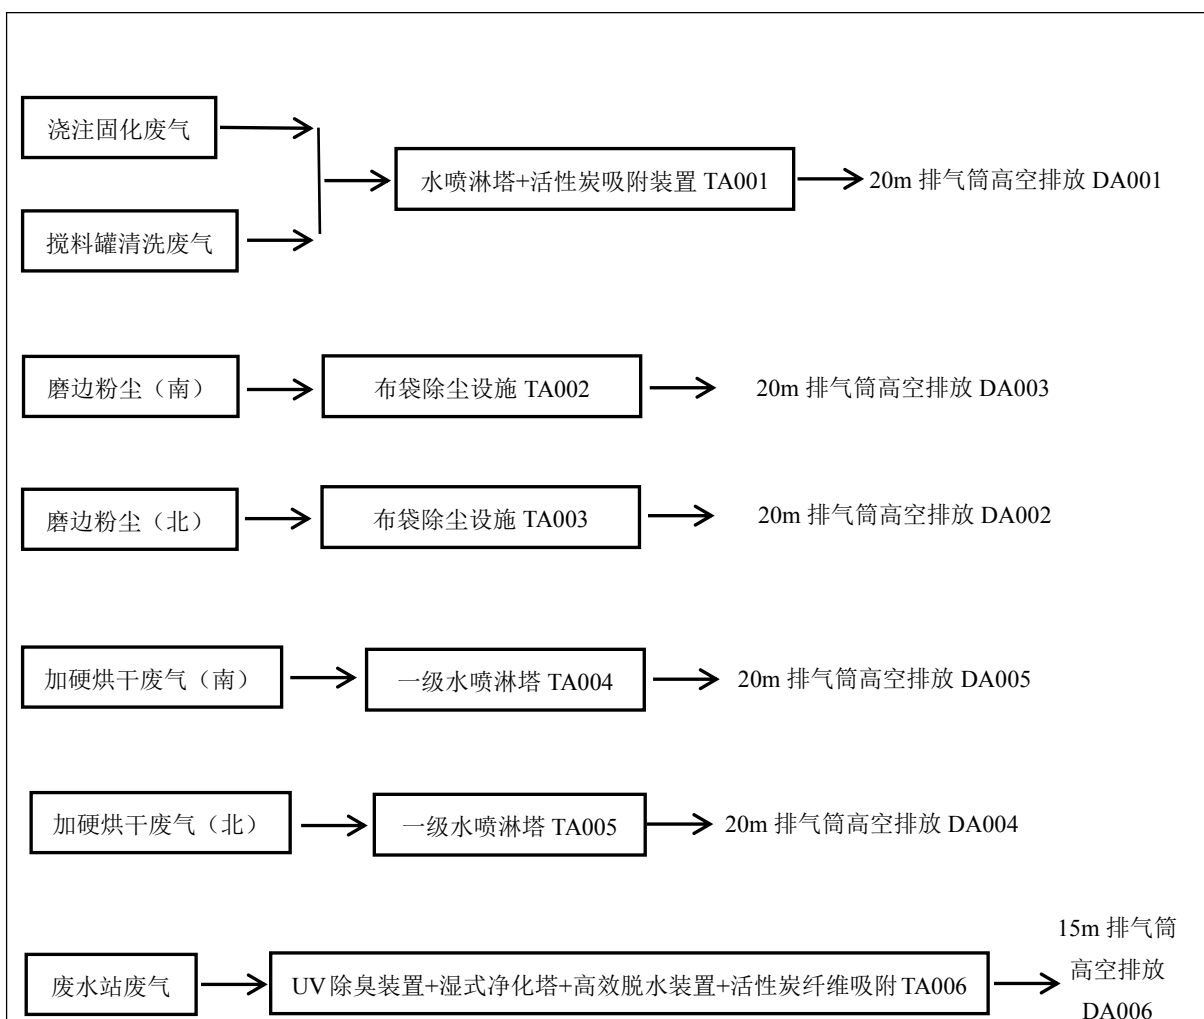 浇注固化废气
水喷淋塔+活性炭吸附装置 TA001
20m 排气筒高空排放 DA001
搅料罐清洗废气
磨边粉尘（南）
布袋除尘设施 TA002
20m 排气筒高空排放 DA003
磨边粉尘（北）
布袋除尘设施 TA003
20m 排气筒高空排放 DA002
加硬烘干废气（南）
一级水喷淋塔 TA004
20m 排气筒高空排放 DA005
加硬烘干废气（北）
一级水喷淋塔 TA005
20m 排气筒高空排放 DA004
废水站废气
UV 除臭装置+湿式净化塔+高效脱水装置+活性炭纤维吸附 TA006
15m 排气筒
高空排放
DA006